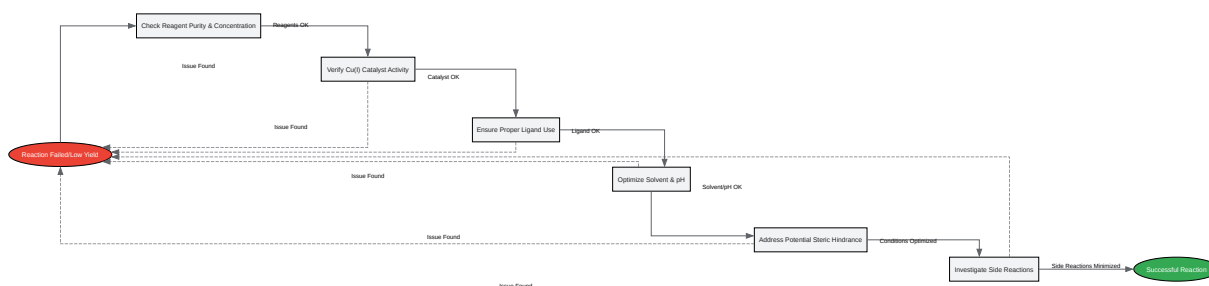 Check Reagent Purity & Concentration
Reagents OK
Issue Found
Verify Cu(I) Catalyst Activity
Catalyst OK
Issue Found
Ensure Proper Ligand Use
Ligand OK
Reaction Failed/Low Yield
Issue Found
Optimize Solvent & pH
Solvent/pH OK
Issue Found
Address Potential Steric Hindrance
Conditions Optimized
Investigate Side Reactions
Side Reactions Minimized
Successful Reaction
Issue Found